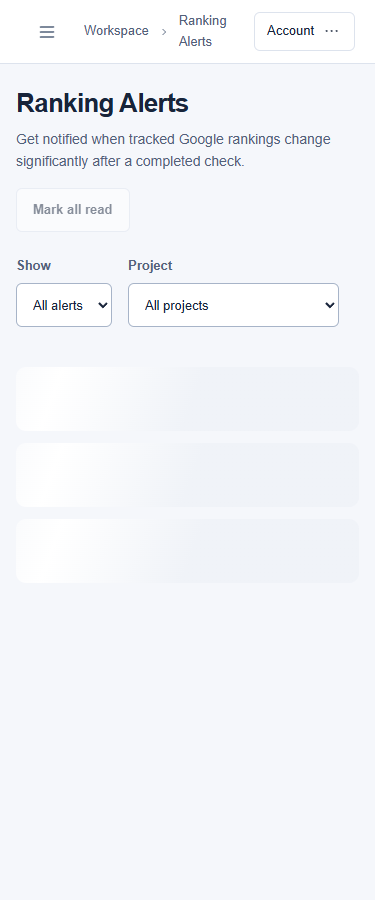 Workspace
Ranking Alerts
Account ···
Ranking Alerts
Get notified when tracked Google rankings change
significantly after a completed check.
Mark all read
Show
Project
All alerts
All projects